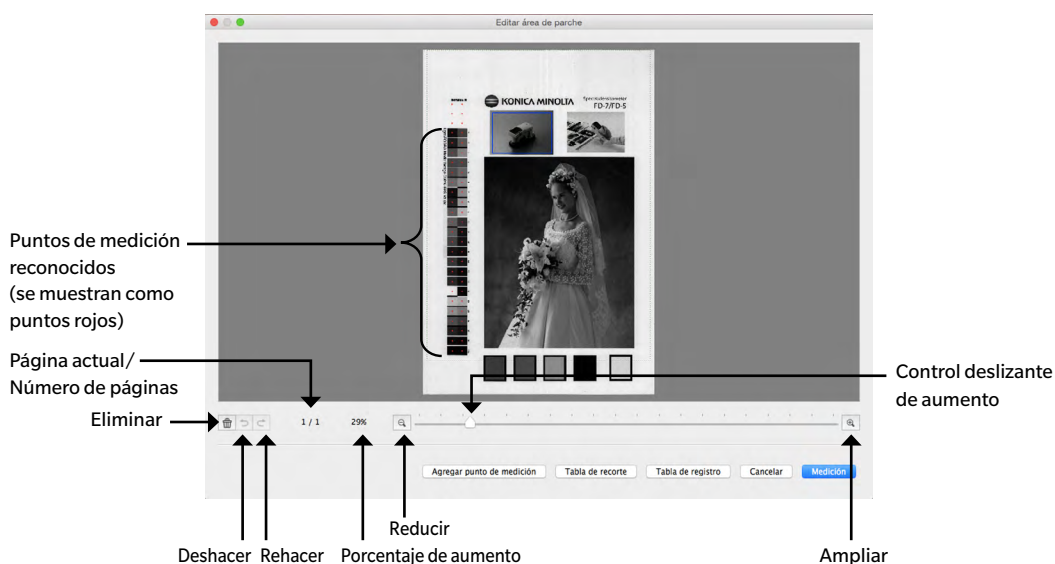 Editar área de parche
KONICA MINOLTA
FD-7/FD-5
Puntos de medición
reconocidos
(se muestran como
puntos rojos)
Página actual/
Número de páginas
Control deslizante
de aumento
Eliminar
1 / 1
29%
Agregar punto de medición
Tabla de recorte
Tabla de registro
Cancelar
Medición
Reducir
Deshacer
Rehacer
Porcentaje de aumento
Ampliar